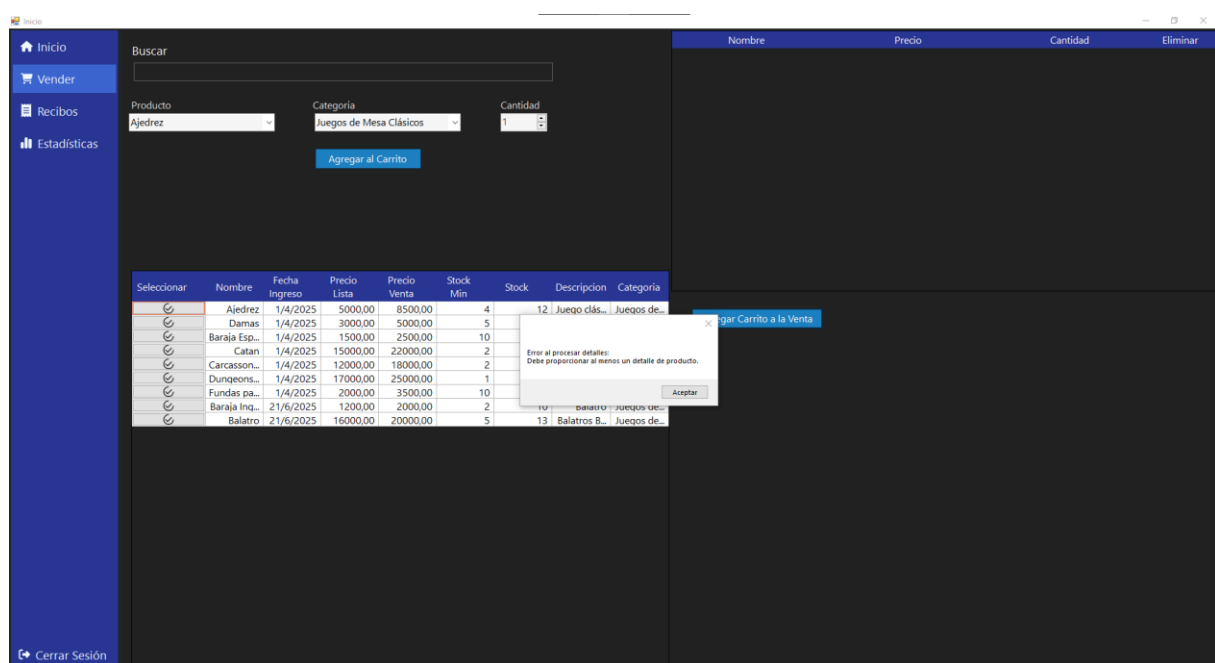 Inicio
Inicio
Vender
Recibos
Estadísticas
Cerrar Sesión
Buscar
Producto Categoria Cantidad
Ajedrez Juegos de Mesa Clásicos 1
Agregar al Carrito
Seleccionar Nombre Fecha Ingreso Precio Lista Precio Venta Stock Min Stock Descripcion Categoria
Ajedrez 1/4/2025 5000,00 8500,00 4 12 Juego clás... Juegos de...
Damas 1/4/2025 3000,00 5000,00 5
Baraja Esp... 1/4/2025 1500,00 2500,00 10
Catan 1/4/2025 15000,00 22000,00 2
Carcasson... 1/4/2025 12000,00 18000,00 2
Dungeons... 1/4/2025 17000,00 25000,00 1
Fundas pa... 1/4/2025 2000,00 3500,00 10
Baraja Ing... 21/6/2025 1200,00 2000,00 2 10 Balatro Juegos de...
Balatro 21/6/2025 16000,00 20000,00 5 13 Balatros B... Juegos de...
Nombre Precio Cantidad Eliminar
gar Carrito a la Venta
Error al procesar detalles:
Debe proporcionar al menos un detalle de producto.
Aceptar